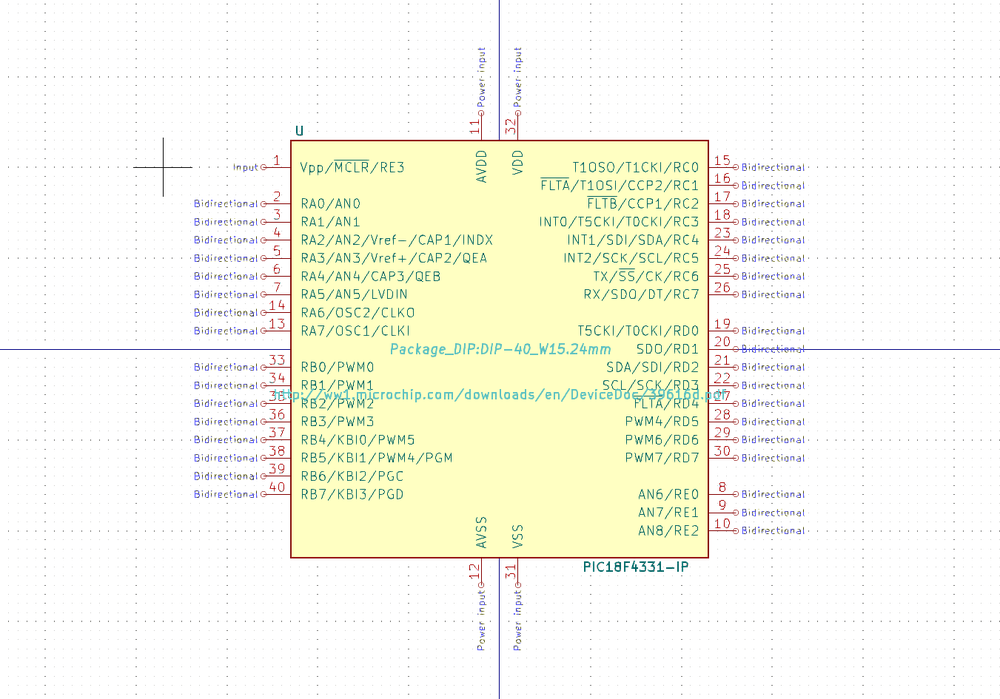 Power input Power input
11 32
U
AVDD VDD
Input 1 Vpp/MCLR/RE3 T1OSO/T1CKI/RC0 15 Bidirectional
FLTA/T1OSI/CCP2/RC1 16 Bidirectional
Bidirectional 2 RA0/AN0 FLTB/CCP1/RC2 17 Bidirectional
Bidirectional 3 RA1/AN1 INT0/T5CKI/T0CKI/RC3 18 Bidirectional
Bidirectional 4 RA2/AN2/Vref-/CAP1/INDX INT1/SDI/SDA/RC4 23 Bidirectional
Bidirectional 5 RA3/AN3/Vref+/CAP2/QEA INT2/SCK/SCL/RC5 24 Bidirectional
Bidirectional 6 RA4/AN4/CAP3/QEB TX/SS/CK/RC6 25 Bidirectional
Bidirectional 7 RA5/AN5/LVDIN RX/SDO/DT/RC7 26 Bidirectional
Bidirectional 14 RA6/OSC2/CLKO
Bidirectional 13 RA7/OSC1/CLKI T5CKI/T0CKI/RD0 19 Bidirectional
Package_DIP:DIP-40_W15.24mm SDO/RD1 20 Bidirectional
Bidirectional 33 RB0/PWM0 SDA/SDI/RD2 21 Bidirectional
Bidirectional 34 RB1/PWM1 SCL/SCK/RD3 22 Bidirectional
http://ww1.microchip.com/downloads/en/DeviceDoc/39616d.pdf
Bidirectional 35 RB2/PWM2 FLTA/RD4 27 Bidirectional
Bidirectional 36 RB3/PWM3 PWM4/RD5 28 Bidirectional
Bidirectional 37 RB4/KBI0/PWM5 PWM6/RD6 29 Bidirectional
Bidirectional 38 RB5/KBI1/PWM4/PGM PWM7/RD7 30 Bidirectional
Bidirectional 39 RB6/KBI2/PGC
Bidirectional 40 RB7/KBI3/PGD AN6/RE0 8 Bidirectional
AN7/RE1 9 Bidirectional
AN8/RE2 10 Bidirectional
AVSS VSS
PIC18F4331-IP
12 31
Power input Power input